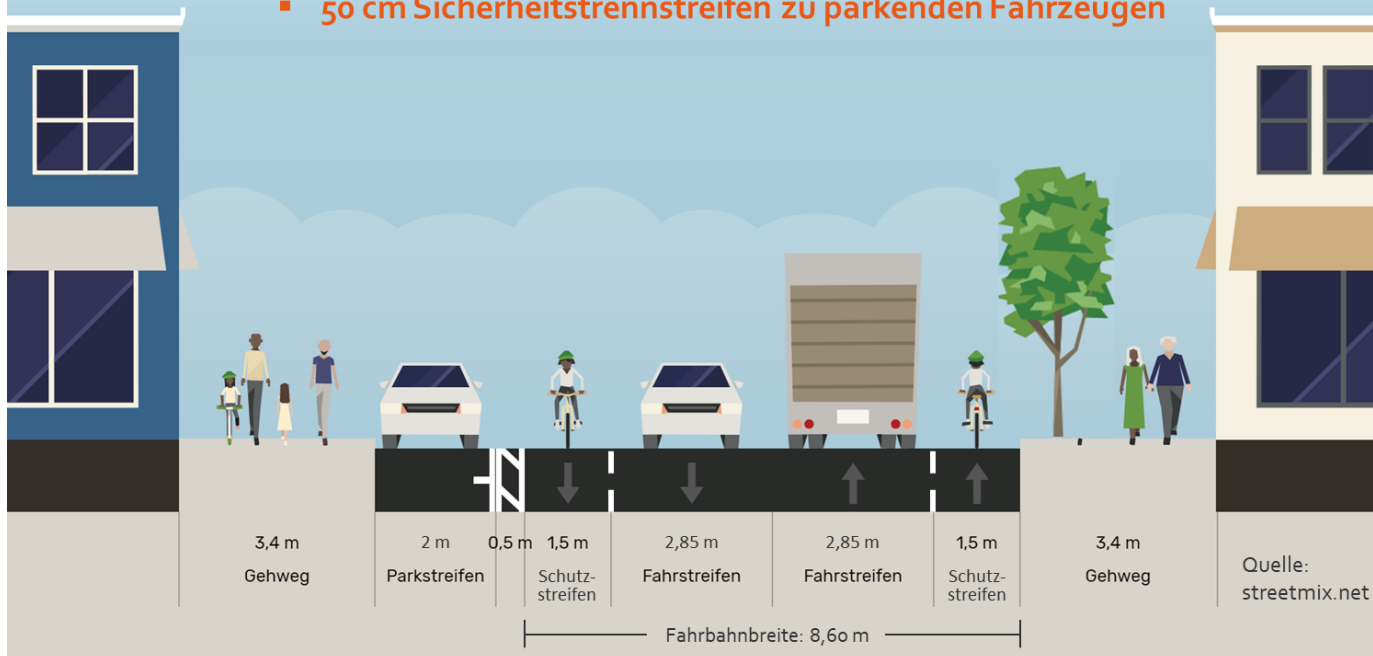 ▪ 50 cm Sicherheitstrennstreifen zu parkenden Fahrzeugen
3,4 m
2 m
0,5 m
1,5 m
2,85 m
2,85 m
1,5 m
3,4 m
Gehweg
Parkstreifen
Schutz-
streifen
Fahrstreifen
Fahrstreifen
Schutz-
streifen
Gehweg
Quelle:
streetmix.net
Fahrbahnbreite: 8,60 m